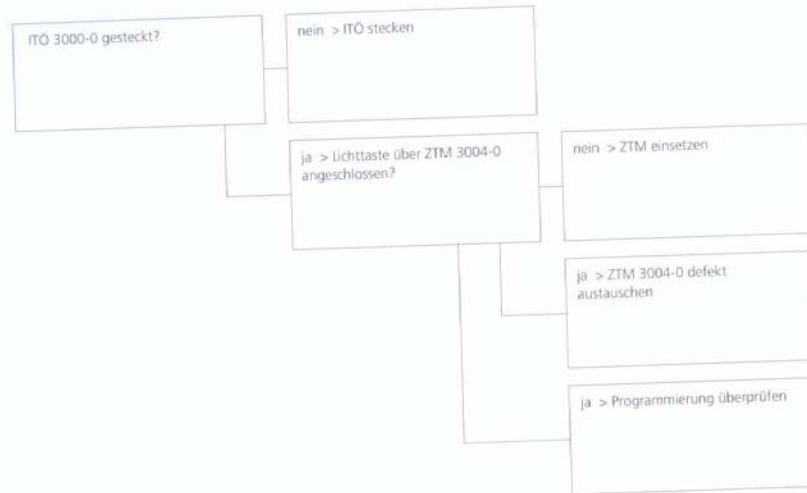 ITÖ 3000-0 gesteckt?
nein > ITÖ stecken
ja > Lichttaste über ZTM 3004-0
angeschlossen?
nein > ZTM einsetzen
ja > ZTM 3004-0 defekt
austauschen
ja > Programmierung überprüfen